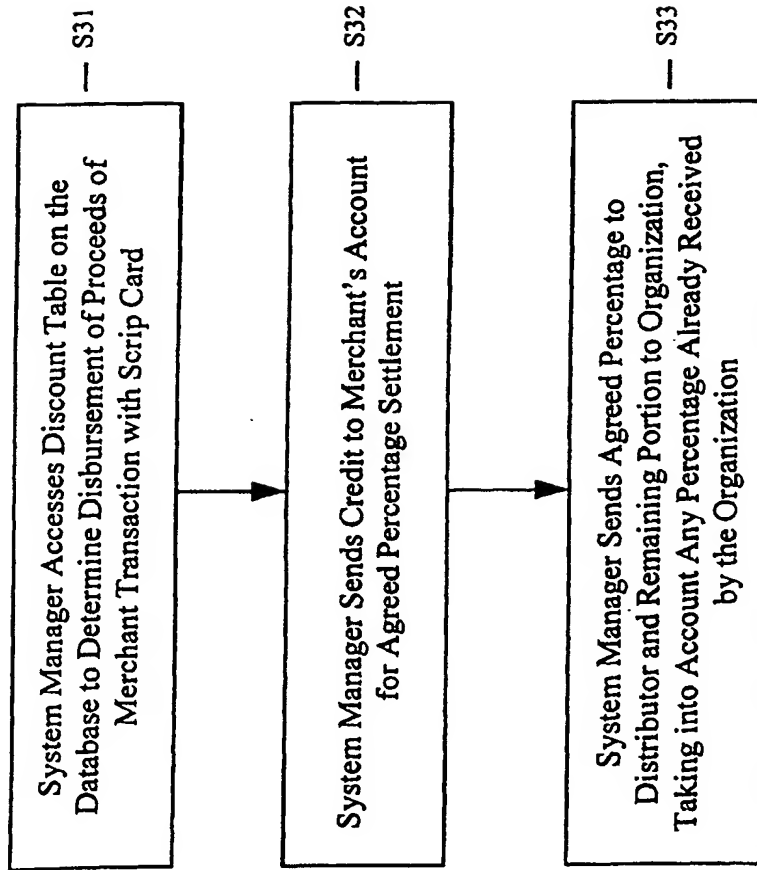 System Manager Accesses Discount Table on the
Database to Determine Disbursement of Proceeds of
Merchant Transaction with Scrip Card
S31
System Manager Sends Credit to Merchant's Account
for Agreed Percentage Settlement
S32
System Manager Sends Agreed Percentage to
Distributor and Remaining Portion to Organization,
Taking into Account Any Percentage Already Received
by the Organization
S33